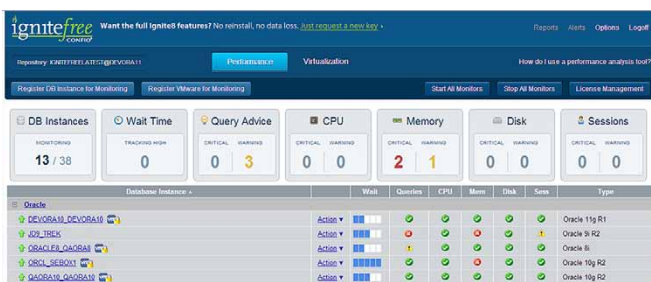 ignitefree
CONFIO
Want the full Ignite8 features? No reinstall, no data loss. Just request a new key ›
Reports Alerts Options Logoff
Repository: IGNITEFREELATEST@DEVORA11
Performance Virtualization
How do I use a performance analysis tool?
Register DB Instance for Monitoring Register VMware for Monitoring
Start All Monitors Stop All Monitors License Management
DB Instances Wait Time Query Advice CPU Memory Disk Sessions
MONITORING TRACKING HIGH CRITICAL WARNING CRITICAL WARNING CRITICAL WARNING CRITICAL WARNING CRITICAL WARNING
13 / 38 0 0 3 0 0 2 1 0 0 0 0
Database Instance Wait Queries CPU Mem Disk Sess Type
Oracle
DEVORA10_DEVORA10 Action Oracle 11g R1
JD9_TREK Action Oracle 9i R2
ORACLE8_QAORA8 Action Oracle 8i
ORCL_SEBOX1 Action Oracle 10g R2
QAORA10_QAORA10 Action Oracle 10g R2